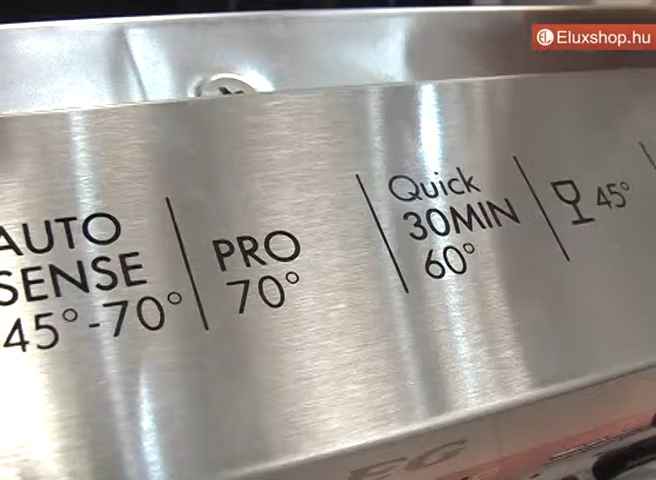 Eluxshop.hu
AUTO
SENSE
45°-70°
PRO
70°
Quick
30MIN
60°
45°